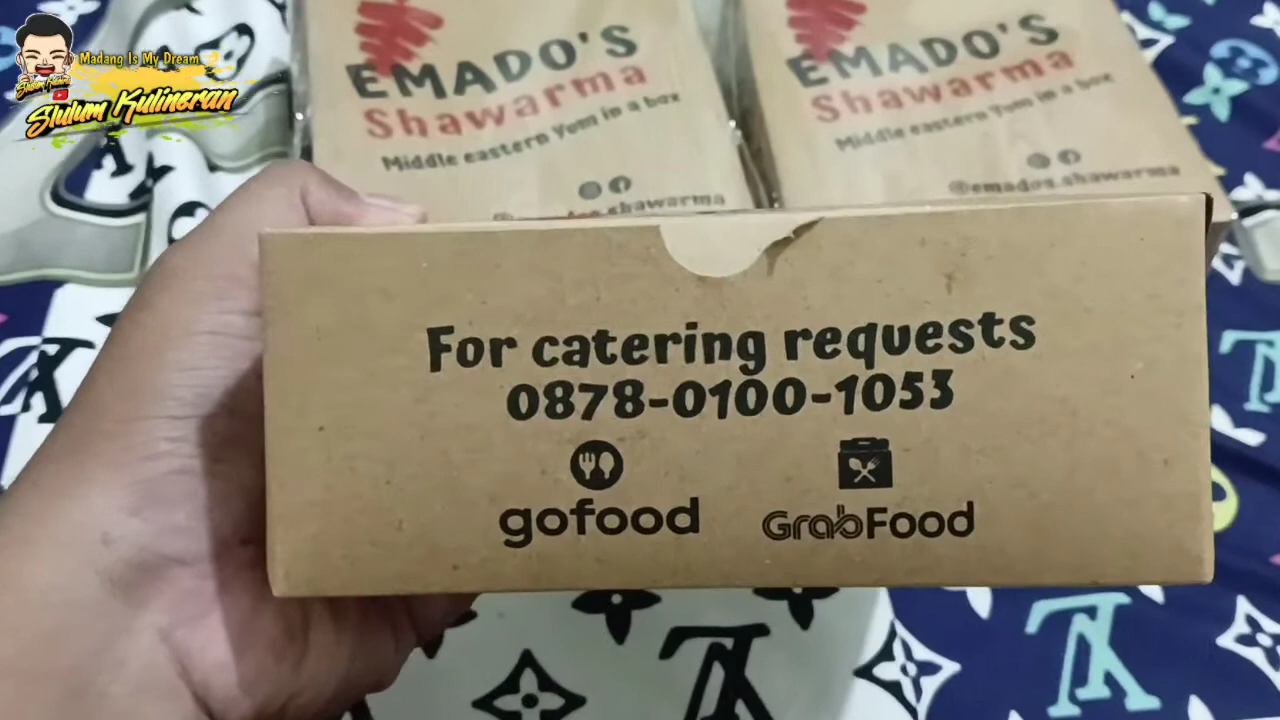 Madang Is My Dream
Slulum Kulineran
EMADO'S
Shawarma
Middle eastern Yum in a box
EMADO'S
Shawarma
Middle eastern Yum in a box
@emados.shawarma
For catering requests
0878-0100-1053
gofood
GrabFood